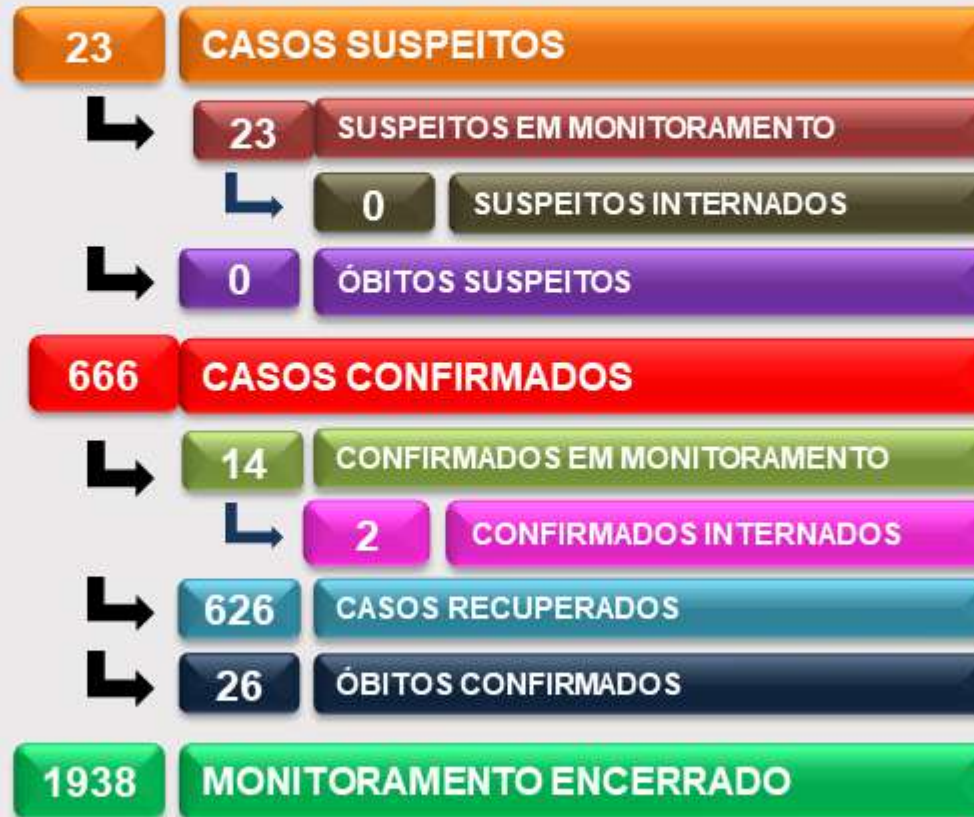 23 CASOS SUSPEITOS
23 SUSPEITOS EM MONITORAMENTO
0 SUSPEITOS INTERNADOS
0 ÓBITOS SUSPEITOS
666 CASOS CONFIRMADOS
14 CONFIRMADOS EM MONITORAMENTO
2 CONFIRMADOS INTERNADOS
626 CASOS RECUPERADOS
26 ÓBITOS CONFIRMADOS
1938 MONITORAMENTO ENCERRADO